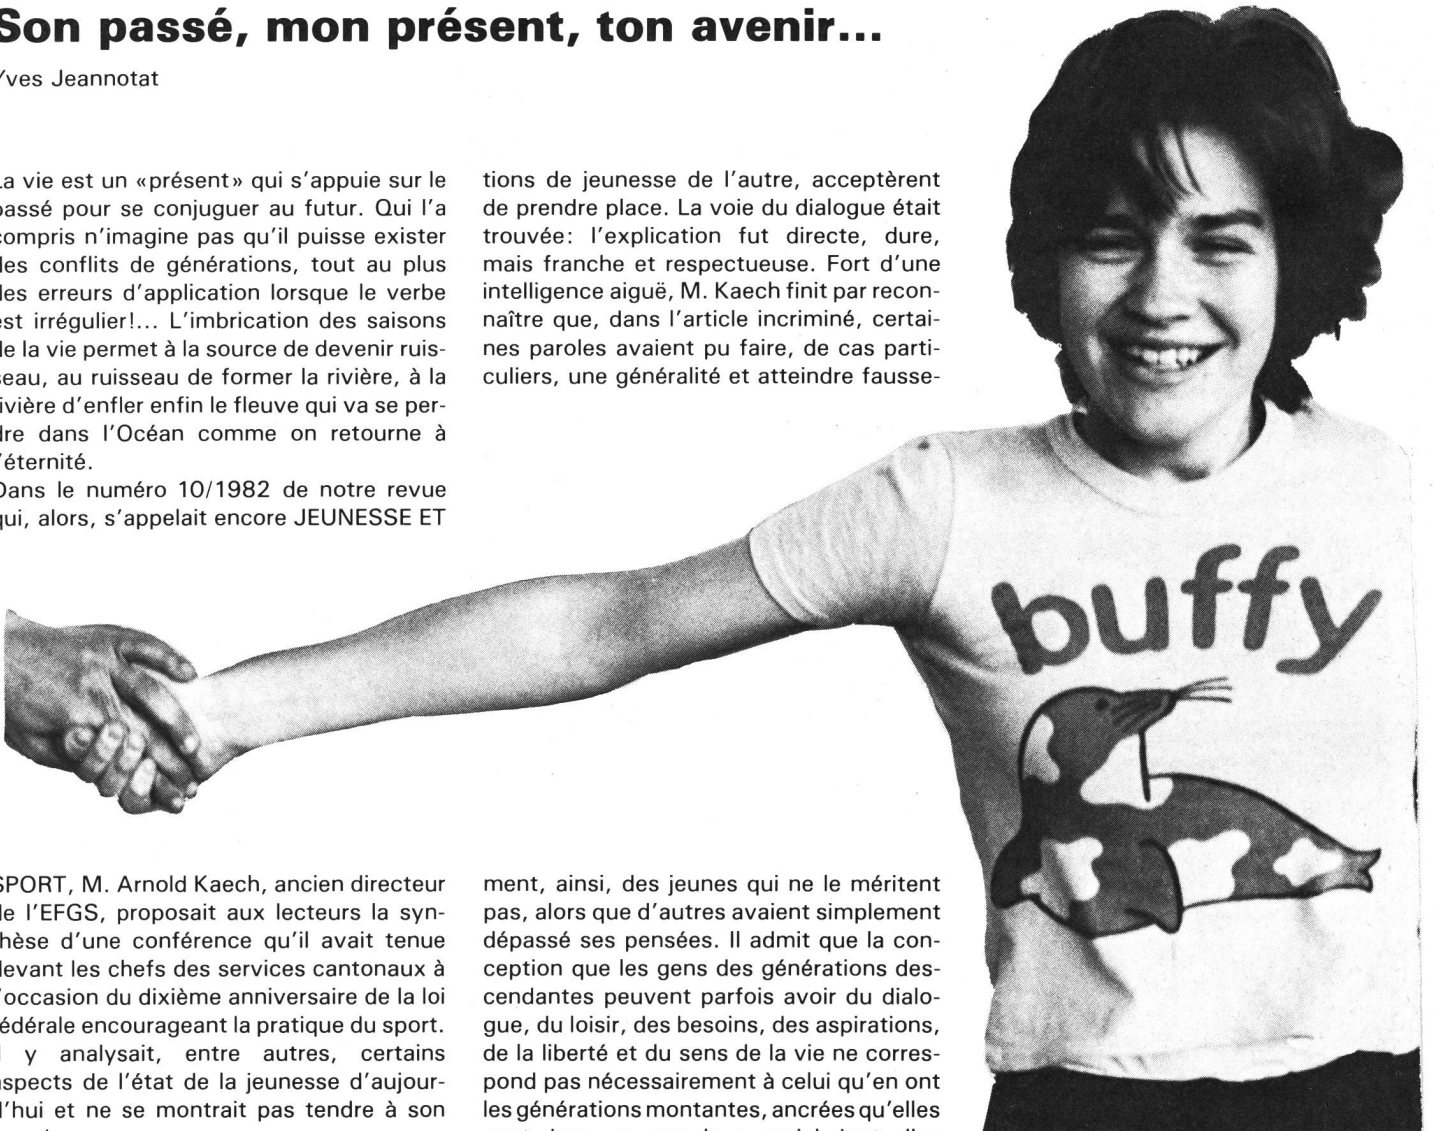 Son passé, mon présent, ton avenir...
Yves Jeannotat
La vie est un «présent» qui s'appuie sur le
passé pour se conjuguer au futur. Qui l'a
compris n'imagine pas qu'il puisse exister
des conflits de générations, tout au plus
des erreurs d'application lorsque le verbe
est irrégulier!... L'imbrication des saisons
de la vie permet à la source de devenir ruis-
seau, au ruisseau de former la rivière, à la
rivière d'enfler enfin le fleuve qui va se per-
dre dans l'Océan comme on retourne à
l'éternité.
Dans le numéro 10/1982 de notre revue
qui, alors, s'appelait encore JEUNESSE ET
SPORT, M. Arnold Kaech, ancien directeur
de l'EFGS, proposait aux lecteurs la syn-
thèse d'une conférence qu'il avait tenue
devant les chefs des services cantonaux à
l'occasion du dixième anniversaire de la loi
fédérale encourageant la pratique du sport.
Il y analysait, entre autres, certains
aspects de l'état de la jeunesse d'aujour-
d'hui et ne se montrait pas tendre à son
tions de jeunesse de l'autre, acceptèrent
de prendre place. La voie du dialogue était
trouvée: l'explication fut directe, dure,
mais franche et respectueuse. Fort d'une
intelligence aiguë, M. Kaech finit par recon-
naître que, dans l'article incriminé, certai-
nes paroles avaient pu faire, de cas parti-
culiers, une généralité et atteindre fausse-
ment, ainsi, des jeunes qui ne le méritent
pas, alors que d'autres avaient simplement
dépassé ses pensées. Il admit que la con-
ception que les gens des générations des-
cendantes peuvent parfois avoir du dialo-
gue, du loisir, des besoins, des aspirations,
de la liberté et du sens de la vie ne corres-
pond pas nécessairement à celui qu'en ont
les générations montantes, ancrées qu'elles
buffy